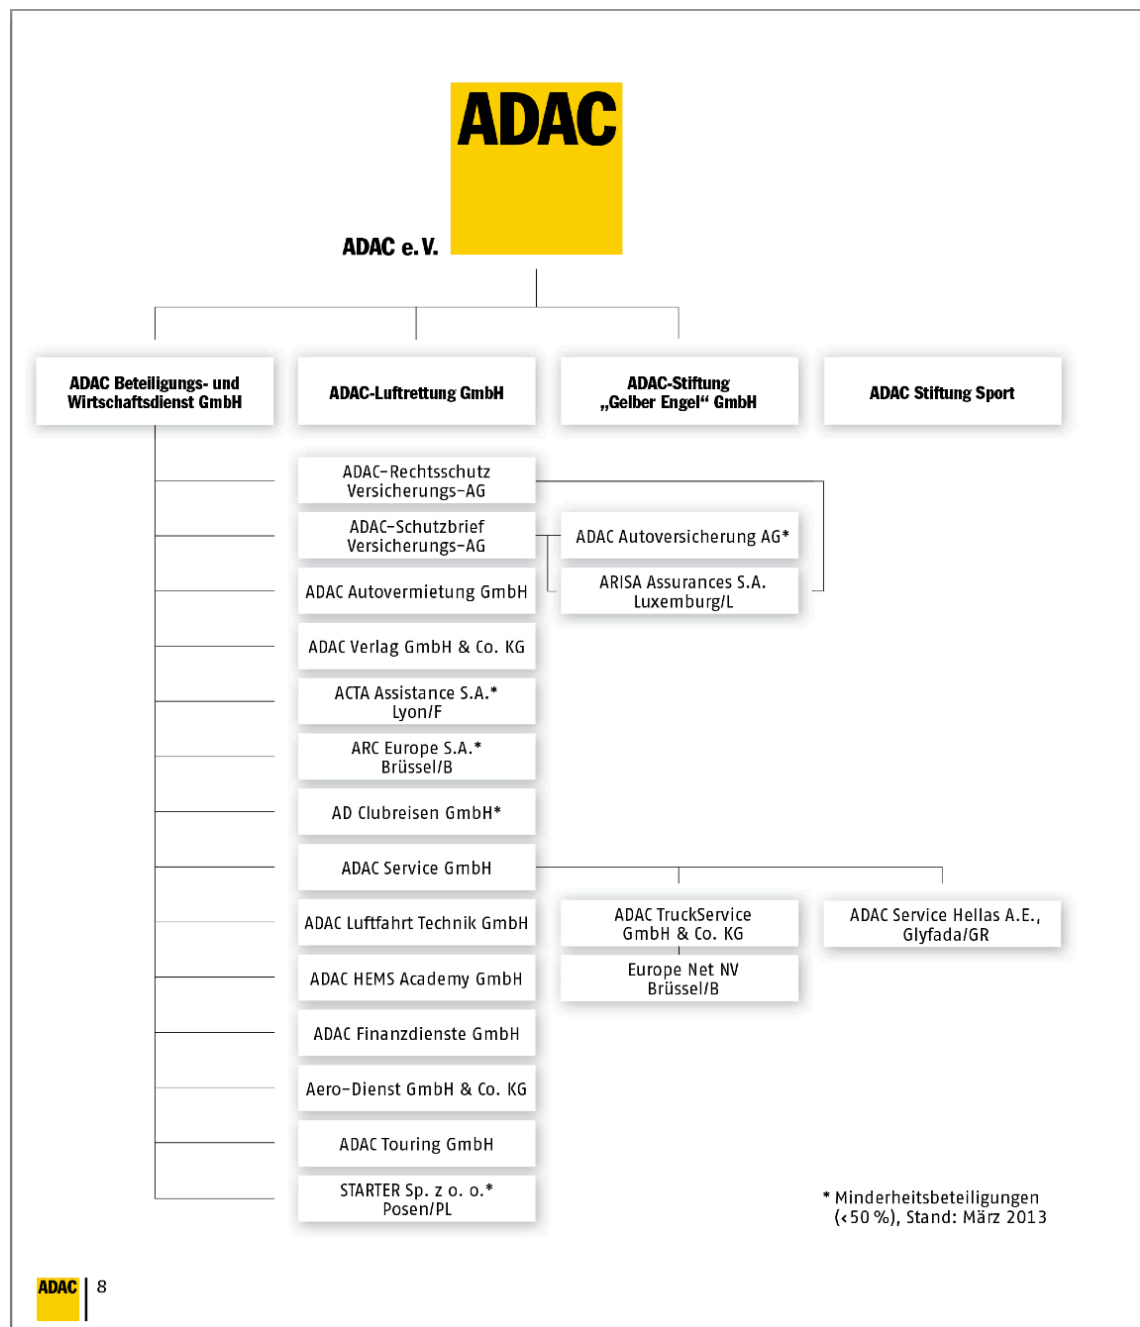 ADAC
ADAC e.V.
ADAC Beteiligungs- und
Wirtschaftsdienst GmbH
ADAC-Luftrettung GmbH
ADAC-Stiftung
„Gelber Engel“ GmbH
ADAC Stiftung Sport
ADAC-Rechtsschutz
Versicherungs-AG
ADAC-Schutzbrief
Versicherungs-AG
ADAC Autoversicherung AG*
ADAC Autovermietung GmbH
ARISA Assurances S.A.
Luxemburg/L
ADAC Verlag GmbH & Co. KG
ACTA Assistance S.A.*
Lyon/F
ARC Europe S.A.*
Brüssel/B
AD Clubreisen GmbH*
ADAC Service GmbH
ADAC Luftfahrt Technik GmbH
ADAC TruckService
GmbH & Co. KG
ADAC Service Hellas A.E.,
Glyfada/GR
ADAC HEMS Academy GmbH
Europe Net NV
Brüssel/B
ADAC Finanzdienste GmbH
Aero-Dienst GmbH & Co. KG
ADAC Touring GmbH
STARTER Sp. z o. o.*
Posen/PL
* Minderheitsbeteiligungen
(<50 %), Stand: März 2013
ADAC
8